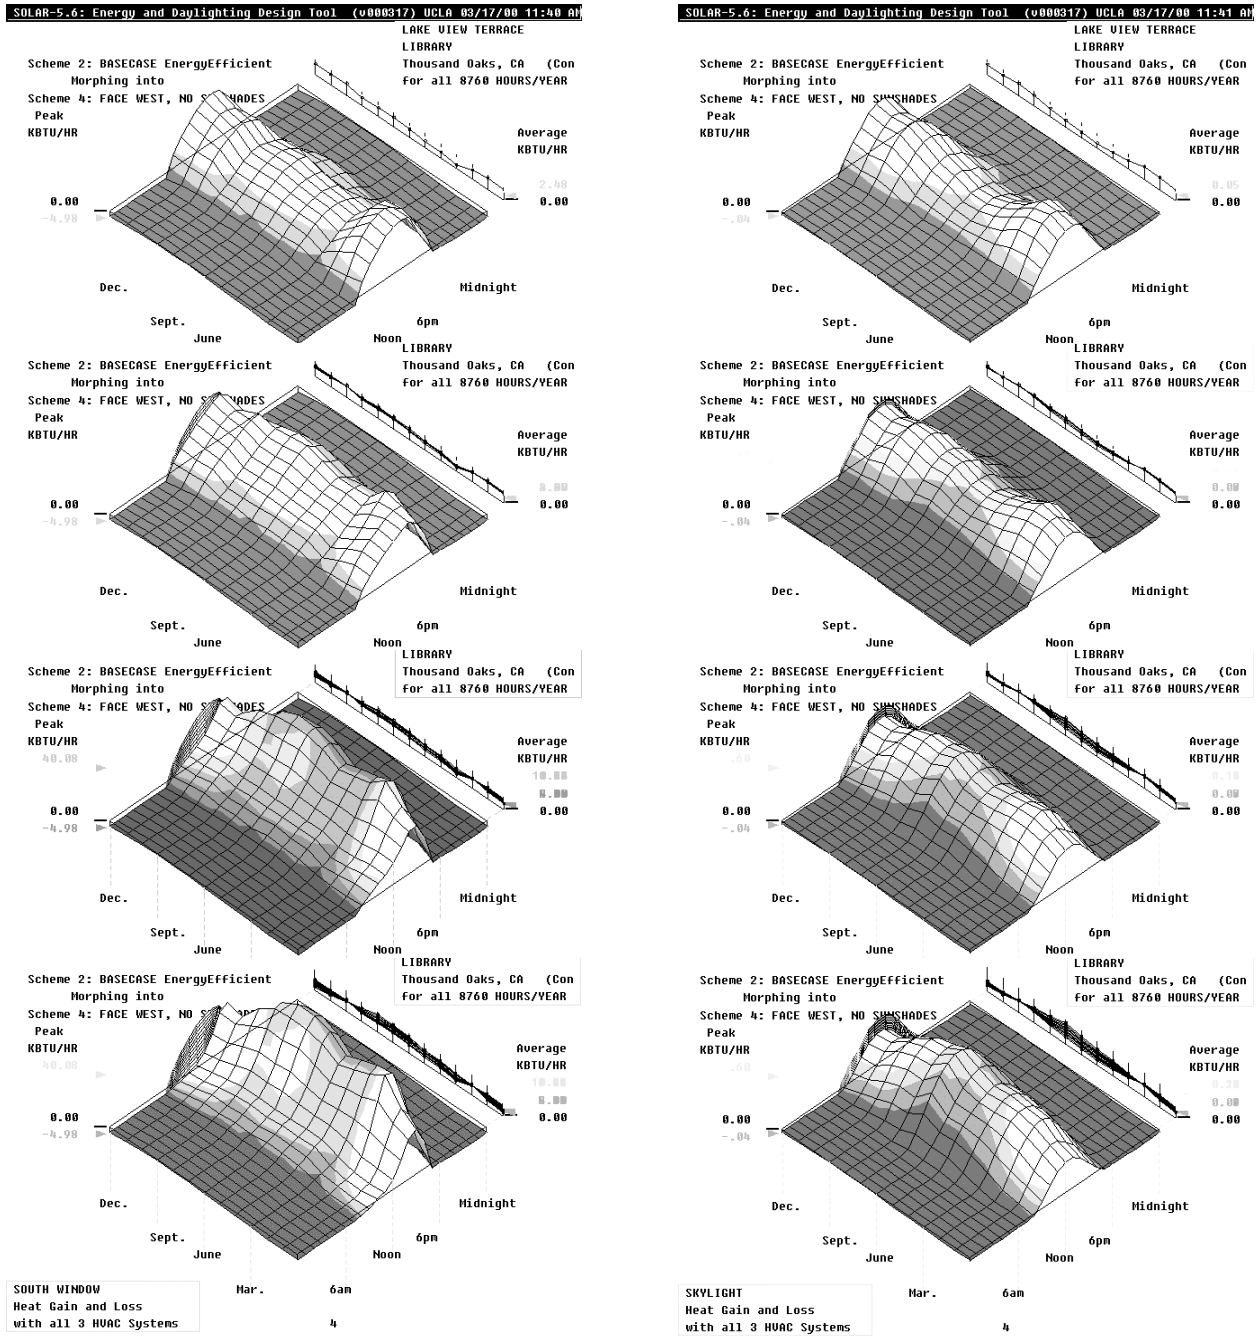 SOLAR-5.6: Energy and Daylighting Design Tool (v000317) UCLA 03/17/00 11:40 AM
LAKE VIEW TERRACE
LIBRARY
Scheme 2: BASECASE EnergyEfficient
Thousand Oaks, CA (Con
Morphing into
for all 8760 HOURS/YEAR
Scheme 4: FACE WEST, NO
Peak
KBTU/HR
Average
KBTU/HR
2.48
0.00
0.00
-4.98
Dec.
Midnight
Sept.
6pm
June
Noon
LIBRARY
Scheme 2: BASECASE EnergyEfficient
Thousand Oaks, CA (Con
Morphing into
for all 8760 HOURS/YEAR
Scheme 4: FACE WEST, NO
Peak
KBTU/HR
Average
KBTU/HR
0.00
0.00
-4.98
Dec.
Midnight
Sept.
6pm
June
Noon
LIBRARY
Scheme 2: BASECASE EnergyEfficient
Thousand Oaks, CA (Con
Morphing into
for all 8760 HOURS/YEAR
Scheme 4: FACE WEST, NO
Peak
KBTU/HR
Average
KBTU/HR
40.08
0.00
0.00
-4.98
Dec.
Midnight
Sept.
6pm
June
Noon
LIBRARY
Scheme 2: BASECASE EnergyEfficient
Thousand Oaks, CA (Con
Morphing into
for all 8760 HOURS/YEAR
Scheme 4: FACE WEST, NO
Peak
KBTU/HR
Average
KBTU/HR
40.08
0.00
0.00
-4.98
Dec.
Midnight
Sept.
6pm
June
Noon
SOUTH WINDOW
Mar.
6am
Heat Gain and Loss
with all 3 HVAC Systems
4
SOLAR-5.6: Energy and Daylighting Design Tool (v000317) UCLA 03/17/00 11:41 AM
LAKE VIEW TERRACE
LIBRARY
Scheme 2: BASECASE EnergyEfficient
Thousand Oaks, CA (Con
Morphing into
for all 8760 HOURS/YEAR
Scheme 4: FACE WEST, NO SUNSHADES
Peak
KBTU/HR
Average
KBTU/HR
0.05
0.00
0.00
-.04
Dec.
Midnight
Sept.
6pm
June
Noon
LIBRARY
Scheme 2: BASECASE EnergyEfficient
Thousand Oaks, CA (Con
Morphing into
for all 8760 HOURS/YEAR
Scheme 4: FACE WEST, NO SUNSHADES
Peak
KBTU/HR
Average
KBTU/HR
0.00
0.00
-.04
Dec.
Midnight
Sept.
6pm
June
Noon
LIBRARY
Scheme 2: BASECASE EnergyEfficient
Thousand Oaks, CA (Con
Morphing into
for all 8760 HOURS/YEAR
Scheme 4: FACE WEST, NO SUNSHADES
Peak
KBTU/HR
Average
KBTU/HR
.60
0.00
0.00
-.04
Dec.
Midnight
Sept.
6pm
June
Noon
LIBRARY
Scheme 2: BASECASE EnergyEfficient
Thousand Oaks, CA (Con
Morphing into
for all 8760 HOURS/YEAR
Scheme 4: FACE WEST, NO SUNSHADES
Peak
KBTU/HR
Average
KBTU/HR
.60
0.00
0.00
-.04
Dec.
Midnight
Sept.
6pm
June
Noon
SKYLIGHT
Mar.
6am
Heat Gain and Loss
with all 3 HVAC Systems
4